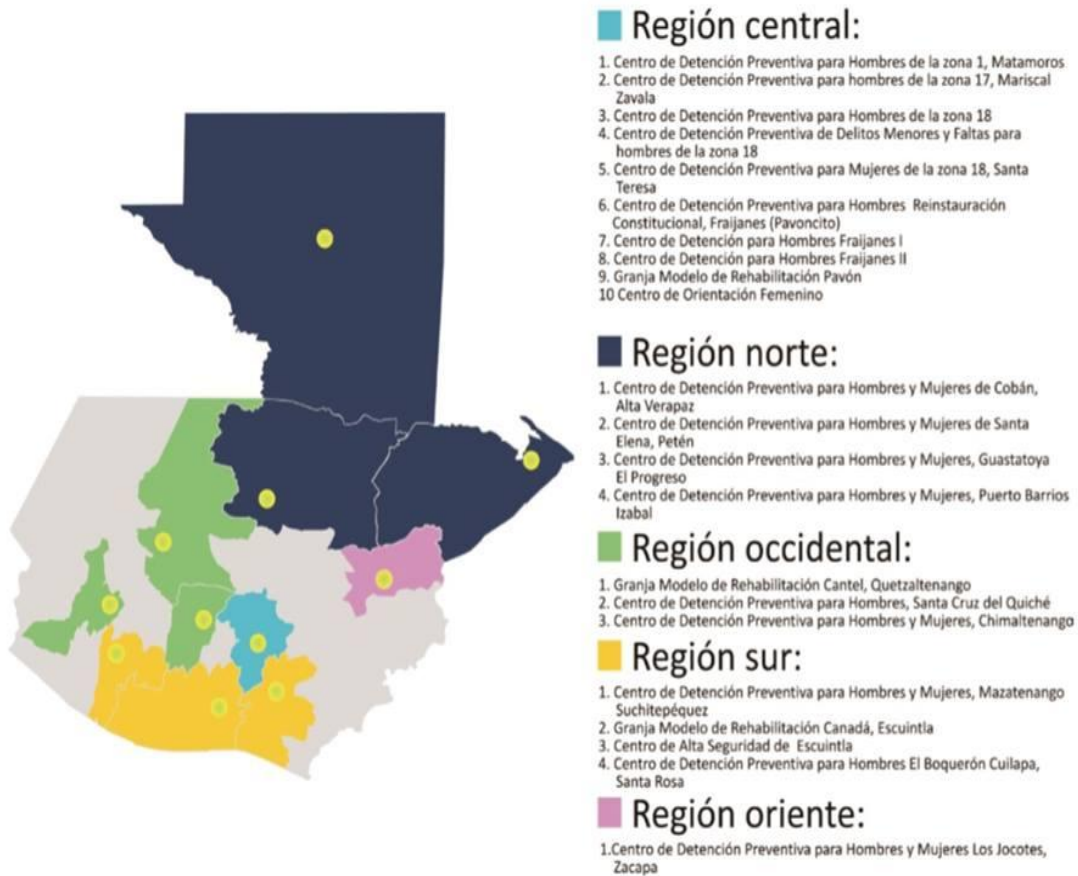 Región central:
1. Centro de Detención Preventiva para Hombres de la zona 1, Matamoros
2. Centro de Detención Preventiva para hombres de la zona 17, Mariscal
Zavala
3. Centro de Detención Preventiva para Hombres de la zona 18
4. Centro de Detención Preventiva de Delitos Menores y Faltas para
hombres de la zona 18
5. Centro de Detención Preventiva para Mujeres de la zona 18, Santa
Teresa
6. Centro de Detención Preventiva para Hombres Reinstauración
Constitucional, Fraijanes (Pavoncito)
7. Centro de Detención para Hombres Fraijanes I
8. Centro de Detención para Hombres Fraijanes II
9. Granja Modelo de Rehabilitación Pavón
10 Centro de Orientación Femenino
Región norte:
1. Centro de Detención Preventiva para Hombres y Mujeres de Cobán,
Alta Verapaz
2. Centro de Detención Preventiva para Hombres y Mujeres de Santa
Elena, Petén
3. Centro de Detención Preventiva para Hombres y Mujeres, Guastatoya
El Progreso
4. Centro de Detención Preventiva para Hombres y Mujeres, Puerto Barrios
Izabal
Región occidental:
1. Granja Modelo de Rehabilitación Cantel, Quetzaltenango
2. Centro de Detención Preventiva para Hombres, Santa Cruz del Quiché
3. Centro de Detención Preventiva para Hombres y Mujeres, Chimaltenango
Región sur:
1. Centro de Detención Preventiva para Hombres y Mujeres, Mazatenango
Suchitepéquez
2. Granja Modelo de Rehabilitación Canadá, Escuintla
3. Centro de Alta Seguridad de Escuintla
4. Centro de Detención Preventiva para Hombres El Boquerón Cuilapa,
Santa Rosa
Región oriente:
1.Centro de Detención Preventiva para Hombres y Mujeres Los Jocotes,
Zacapa